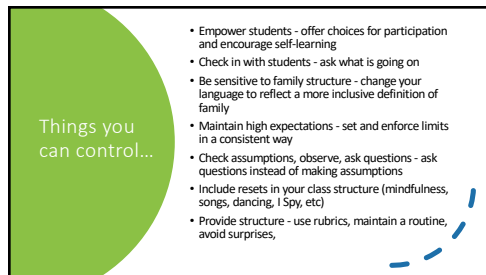 Things you
can control…
• Empower students - offer choices for participation
and encourage self-learning
• Check in with students - ask what is going on
• Be sensitive to family structure - change your
language to reflect a more inclusive definition of
family
• Maintain high expectations - set and enforce limits
in a consistent way
• Check assumptions, observe, ask questions - ask
questions instead of making assumptions
• Include resets in your class structure (mindfulness,
songs, dancing, I Spy, etc)
• Provide structure - use rubrics, maintain a routine,
avoid surprises,